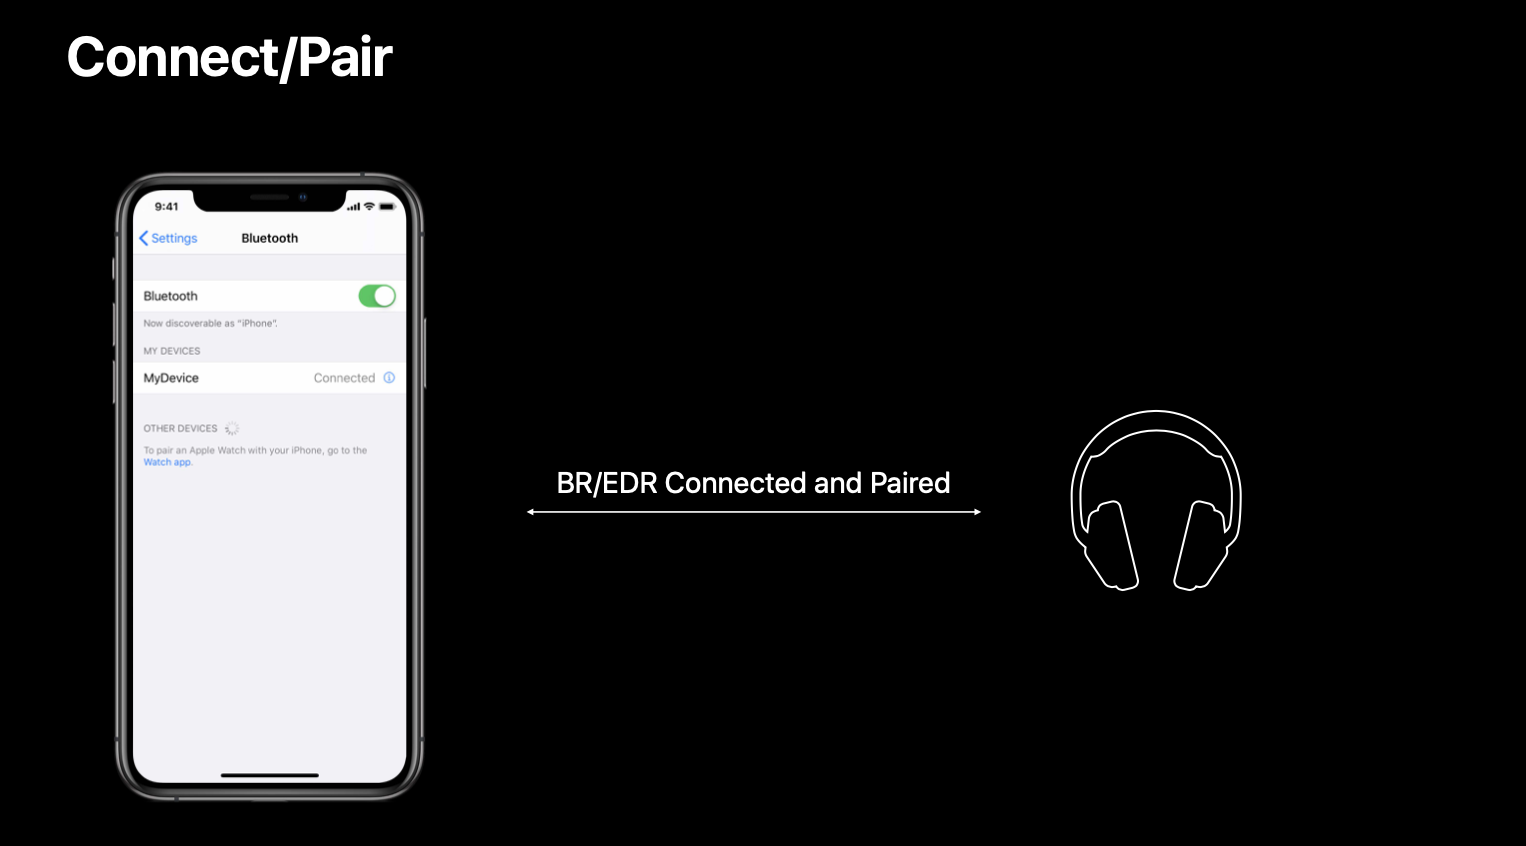 Connect/Pair
9:41
Settings
Bluetooth
Bluetooth
Now discoverable as “iPhone”.
MY DEVICES
MyDevice
Connected
OTHER DEVICES
To pair an Apple Watch with your iPhone, go to the
Watch app.
BR/EDR Connected and Paired